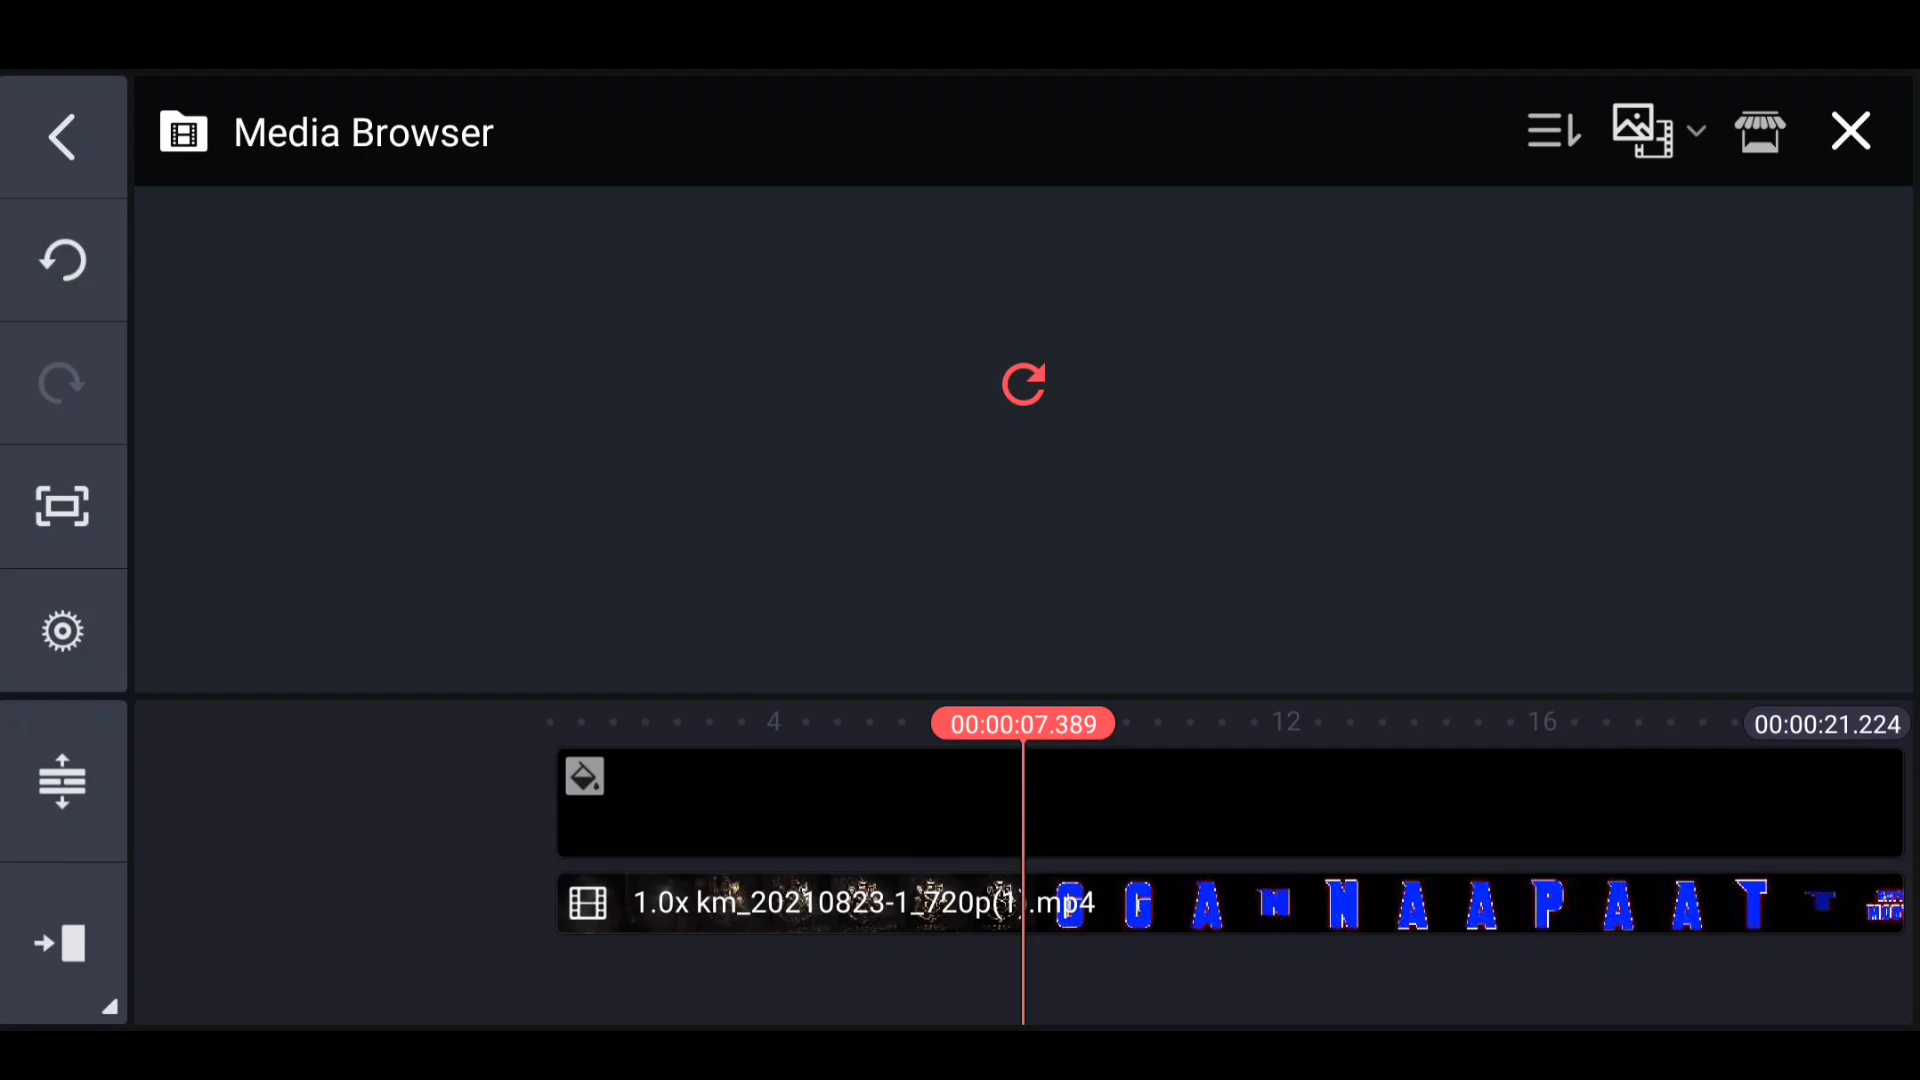 Media Browser
4
00:00:07.389
12
16
00:00:21.224
1.0x km_20210823-1_720p(1).mp4
G G A M N A A P A A T T